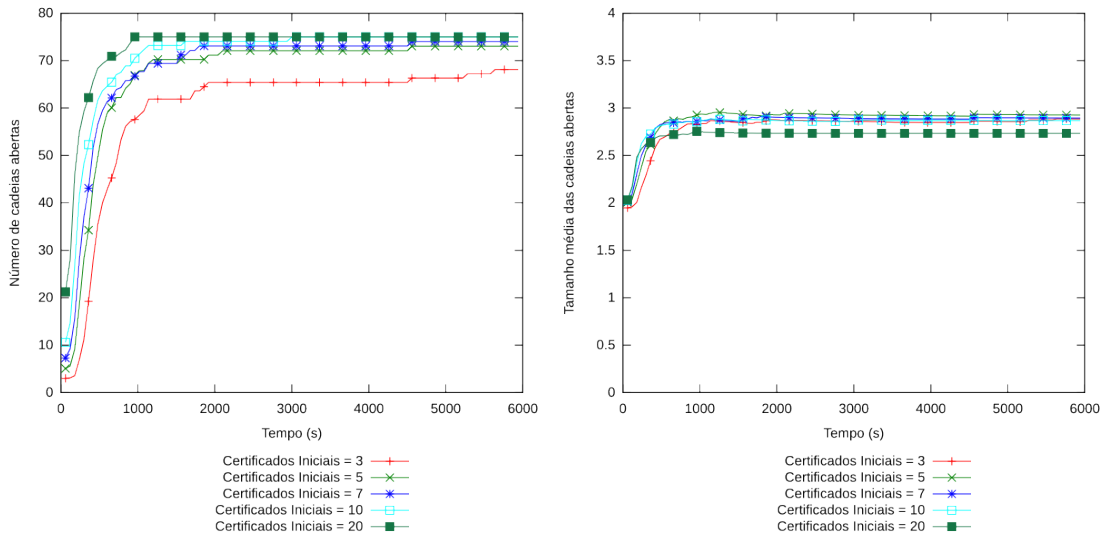 Número de cadeias abertas
80
70
60
50
40
30
20
10
0
0 1000 2000 3000 4000 5000 6000
Tempo (s)
Certificados Iniciais = 3
Certificados Iniciais = 5
Certificados Iniciais = 7
Certificados Iniciais = 10
Certificados Iniciais = 20
Tamanho média das cadeias abertas
4
3.5
3
2.5
2
1.5
1
0.5
0
0 1000 2000 3000 4000 5000 6000
Tempo (s)
Certificados Iniciais = 3
Certificados Iniciais = 5
Certificados Iniciais = 7
Certificados Iniciais = 10
Certificados Iniciais = 20